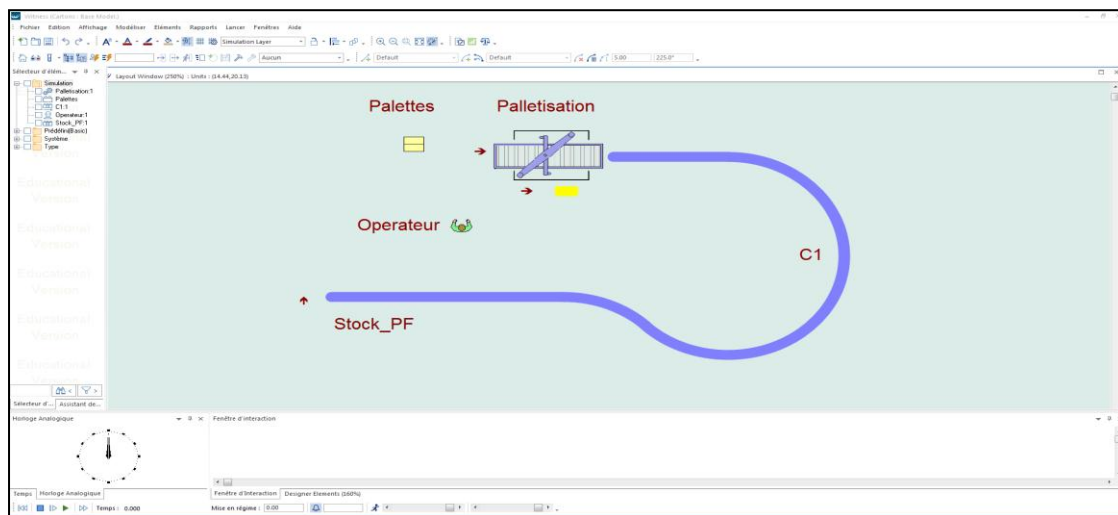 Witness (Cartons : Base Model)
Fichier Edition Affichage Modéliser Eléments Rapports Lancer Fenêtres Aide
Simulation Layer
Aucun Default Default 5.00 225.0°
Sélecteur d'élém...
Layout Window (250%) : Units : (14.44,20.13)
Simulation
Palletisation:1
Palettes
C1:1
Operateur:1
Stock_PF:1
Prédéfini(Basic)
Système
Type
Educational
Version
Educational
Version
Educational
Version
Educational
Version
Educational
Palettes Palletisation
Operateur
C1
Stock_PF
Sélecteur d'... Assistant de...
Horloge Analogique Fenêtre d'interaction
Temps Horloge Analogique Fenêtre d'Interaction Designer Elements (160%)
Temps : 0.000 Mise en régime : 0.00